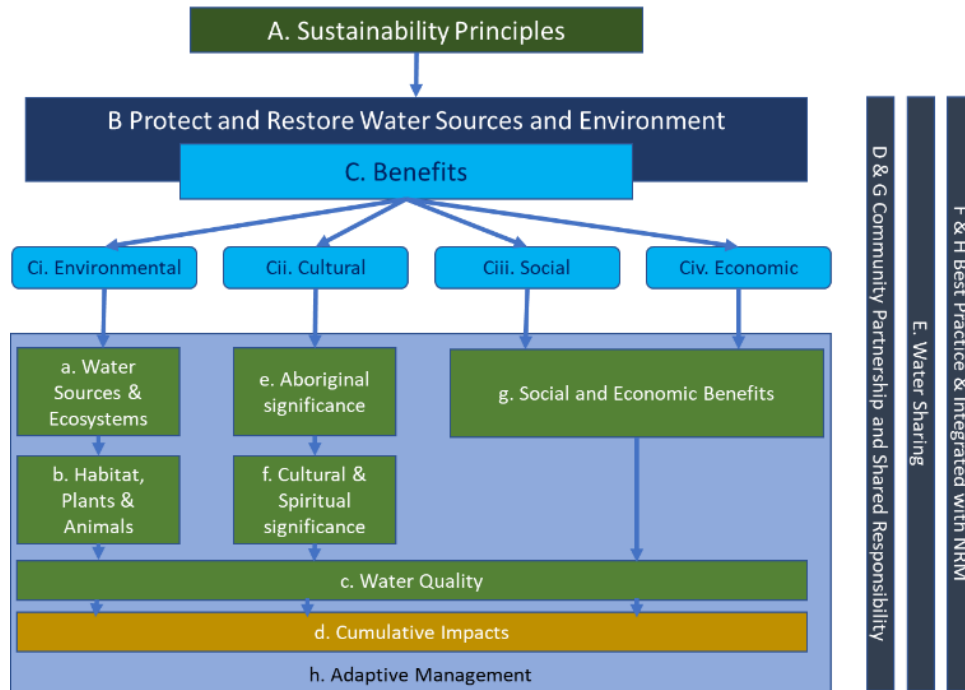 A. Sustainability Principles
B Protect and Restore Water Sources and Environment
C. Benefits
Ci. Environmental
Cii. Cultural
Ciii. Social
Civ. Economic
a. Water
Sources &
Ecosystems
e. Aboriginal
significance
g. Social and Economic Benefits
b. Habitat,
Plants &
Animals
f. Cultural &
Spiritual
significance
c. Water Quality
d. Cumulative Impacts
h. Adaptive Management
D & G Community Partnership and Shared Responsibility
E. Water Sharing
F & H Best Practice & Integrated with NRM